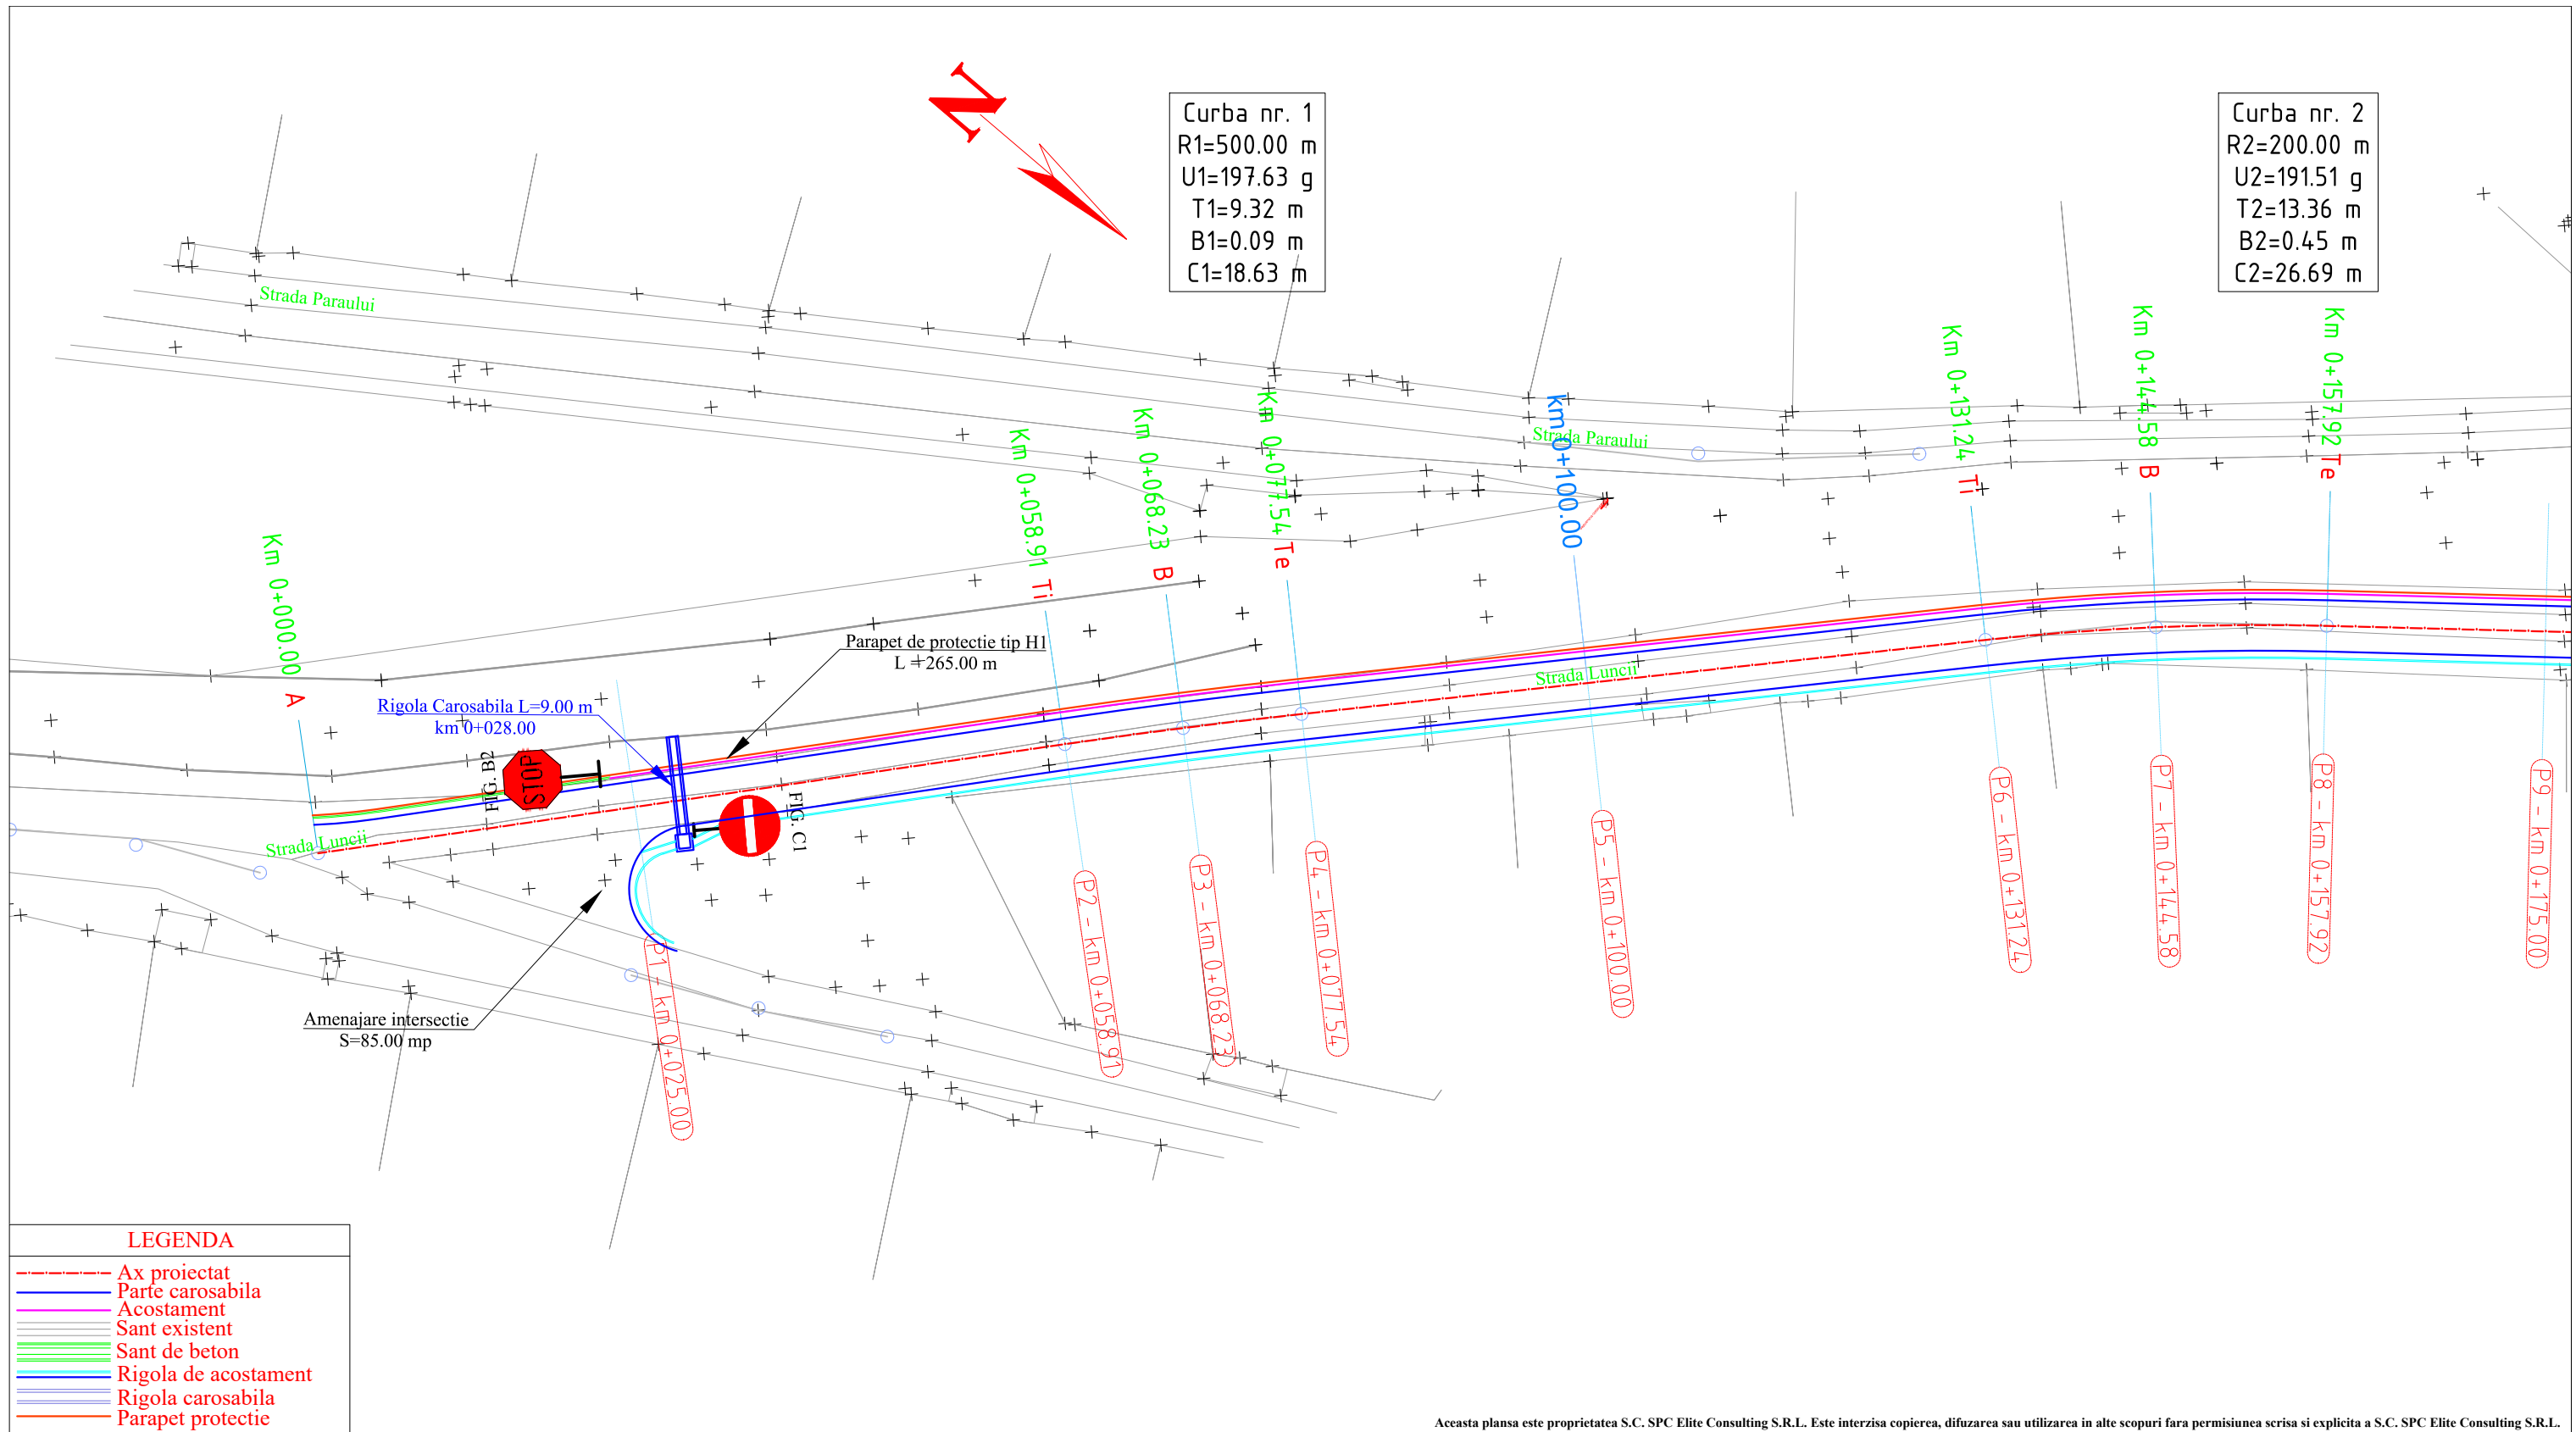 N
Curba nr. 1
R1=500.00 m
U1=197.63 g
T1=9.32 m
B1=0.09 m
C1=18.63 m
Curba nr. 2
R2=200.00 m
U2=191.51 g
T2=13.36 m
B2=0.45 m
C2=26.69 m
Strada Paraului
Strada Paraului
Km 0+000.00 A
Km 0+058.91 Ti
Km 0+068.23 B
Km 0+077.54 Te
km 0+100.00
Km 0+131.24 Ti
Km 0+144.58 B
Km 0+157.92 Te
Parapet de protectie tip H1
L =265.00 m
Rigola Carosabila L=9.00 m
km 0+028.00
FIG. B2
STOP
FIG. C1
Strada Luncii
Strada Luncii
Amenajare intersectie
S=85.00 mp
P1 - km 0+025.00
P2 - km 0+058.91
P3 - km 0+068.23
P4 - km 0+077.54
P5 - km 0+100.00
P6 - km 0+131.24
P7 - km 0+144.58
P8 - km 0+157.92
P9 - km 0+175.00
LEGENDA
Ax proiectat
Parte carosabila
Acostament
Sant existent
Sant de beton
Rigola de acostament
Rigola carosabila
Parapet protectie
Aceasta plansa este proprietatea S.C. SPC Elite Consulting S.R.L. Este interzisa copierea, difuzarea sau utilizarea in alte scopuri fara permisiunea scrisa si explicita a S.C. SPC Elite Consulting S.R.L.